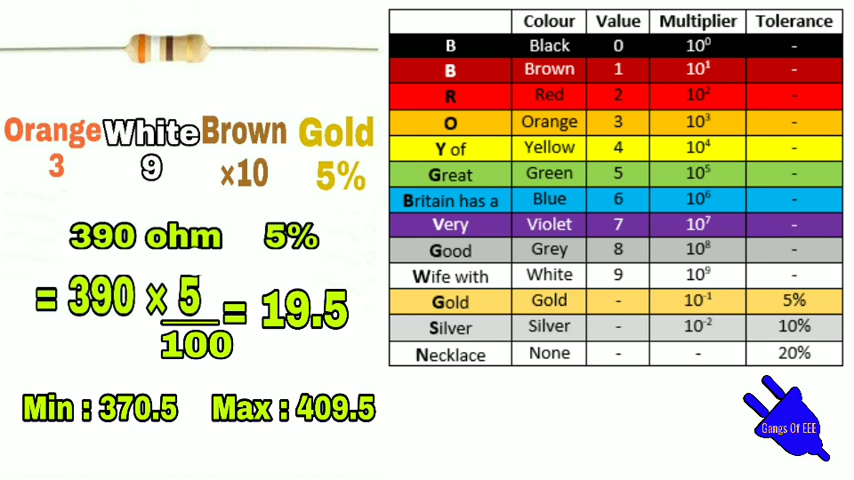 Orange White Brown Gold
3 9 ×10 5%
390 ohm 5%
= 390 × 5/100 = 19.5
Min : 370.5 Max : 409.5
Colour Value Multiplier Tolerance
B Black 0 10⁰ -
B Brown 1 10¹ -
R Red 2 10² -
O Orange 3 10³ -
Y of Yellow 4 10⁴ -
Great Green 5 10⁵ -
Britain has a Blue 6 10⁶ -
Very Violet 7 10⁷ -
Good Grey 8 10⁸ -
Wife with White 9 10⁹ -
Gold Gold - 10⁻¹ 5%
Silver Silver - 10⁻² 10%
Necklace None - - 20%
Gangs Of EEE